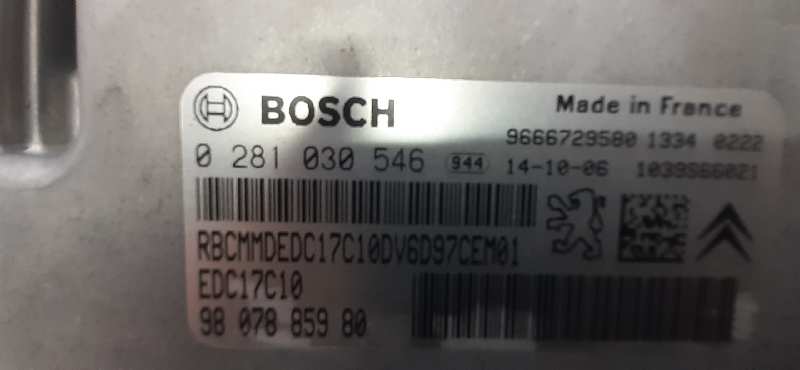 BOSCH
Made in France
9666729580 1334 0222
0 281 030 546 944 14-10-06 1039S66021
RBCMMDEDC17C10DV6D97CEM01
EDC17C10
98 078 859 80